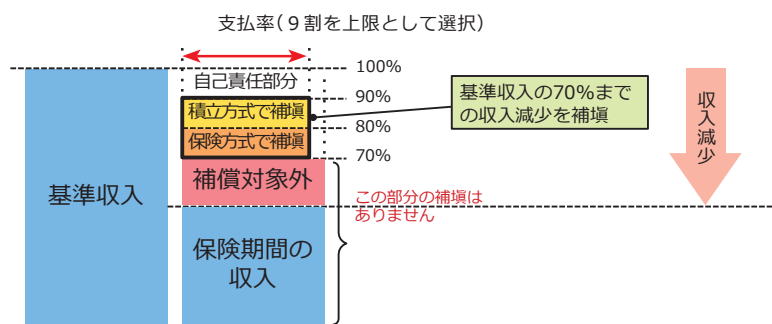 支払率（９割を上限として選択）
100%
自己責任部分
90%
積立方式で補塡
基準収入の70%まで
の収入減少を補塡
80%
保険方式で補塡
70%
収入減少
補償対象外
基準収入
この部分の補塡は
ありません
保険期間の
収入